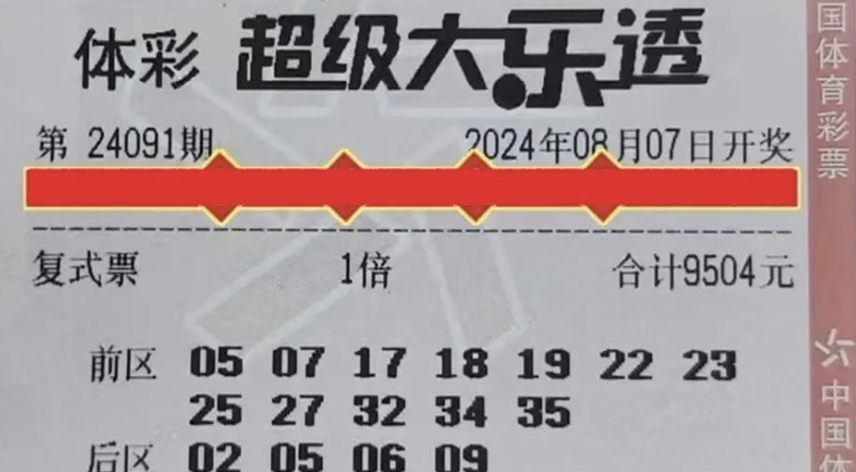 体彩 超级大乐透
第 24091期 2024年08月07日开奖
复式票 1倍 合计9504元
前区 05 07 17 18 19 22 23
25 27 32 34 35
后区 02 05 06 09
国体育彩票
中国体